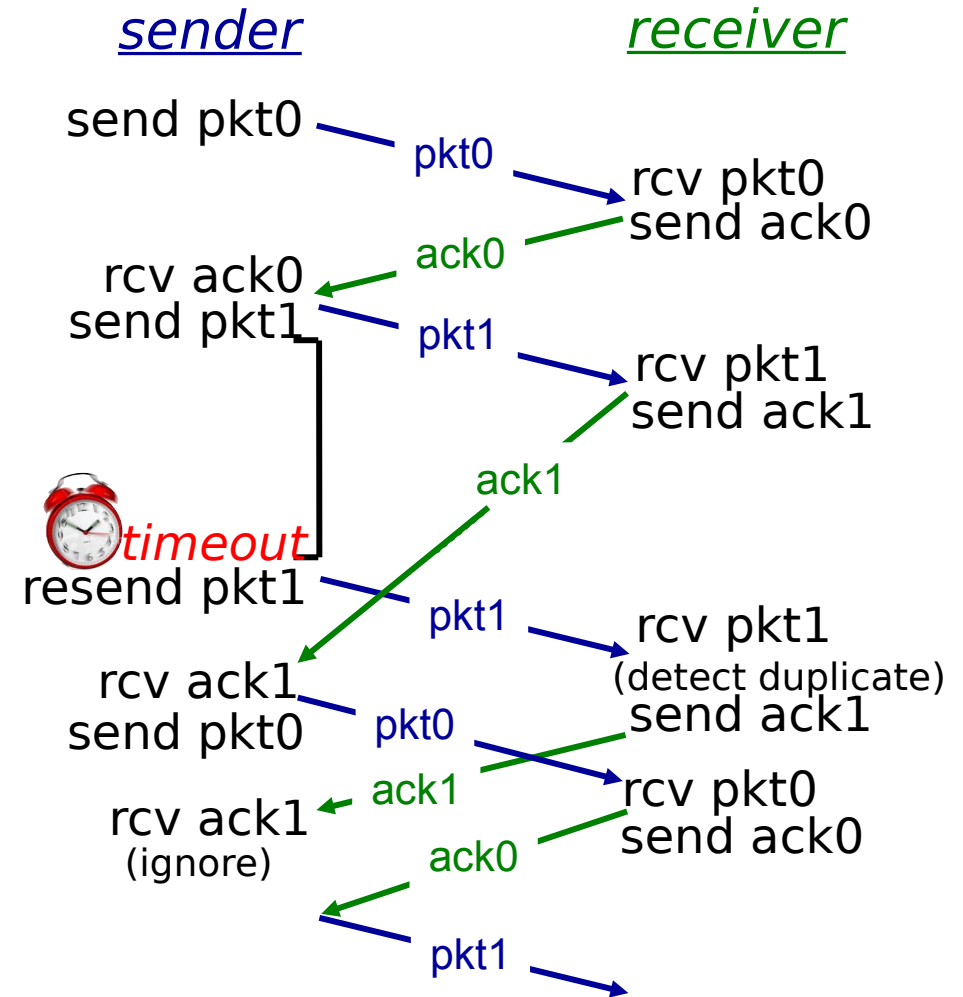 sender
receiver
send pkt0
pkt0
rcv pkt0
send ack0
ack0
rcv ack0
send pkt1
pkt1
rcv pkt1
send ack1
ack1
timeout
resend pkt1
pkt1
rcv pkt1
(detect duplicate)
send ack1
rcv ack1
send pkt0
pkt0
ack1
rcv pkt0
send ack0
rcv ack1
(ignore)
ack0
pkt1